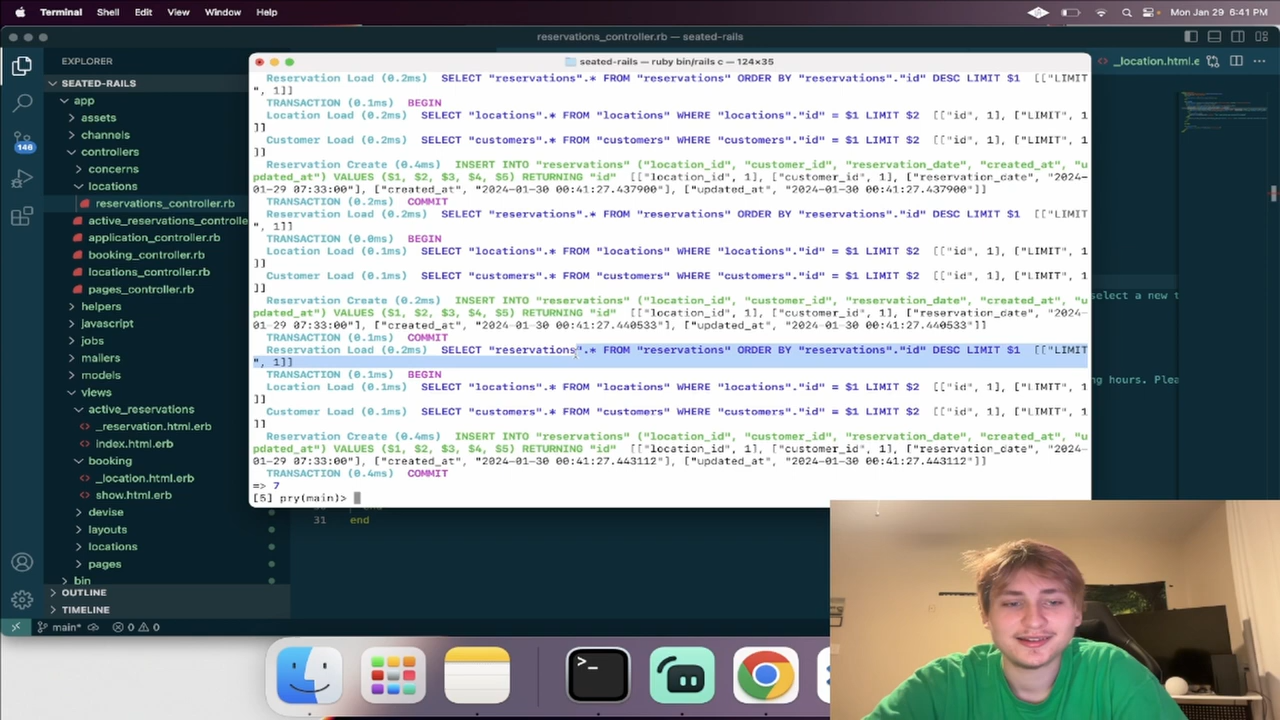 Terminal Shell Edit View Window Help Mon Jan 29 6:41 PM
reservations_controller.rb — seated-rails
EXPLORER
SEATED-RAILS
app
assets
channels
controllers
concerns
locations
reservations_controller.rb
active_reservations_controlle
application_controller.rb
booking_controller.rb
locations_controller.rb
pages_controller.rb
helpers
javascript
jobs
mailers
models
views
active_reservations
_reservation.html.erb
index.html.erb
booking
_location.html.erb
show.html.erb
devise
layouts
locations
pages
bin
OUTLINE
TIMELINE
146
main* 0 0
_location.html.e
seated-rails — ruby bin/rails c — 124×35
Reservation Load (0.2ms) SELECT "reservations".* FROM "reservations" ORDER BY "reservations"."id" DESC LIMIT $1 [["LIMIT
", 1]]
TRANSACTION (0.1ms) BEGIN
Location Load (0.2ms) SELECT "locations".* FROM "locations" WHERE "locations"."id" = $1 LIMIT $2 [["id", 1], ["LIMIT", 1
]]
Customer Load (0.2ms) SELECT "customers".* FROM "customers" WHERE "customers"."id" = $1 LIMIT $2 [["id", 1], ["LIMIT", 1
]]
Reservation Create (0.4ms) INSERT INTO "reservations" ("location_id", "customer_id", "reservation_date", "created_at", "u
pdated_at") VALUES ($1, $2, $3, $4, $5) RETURNING "id" [["location_id", 1], ["customer_id", 1], ["reservation_date", "2024-
01-29 07:33:00"], ["created_at", "2024-01-30 00:41:27.437900"], ["updated_at", "2024-01-30 00:41:27.437900"]]
TRANSACTION (0.2ms) COMMIT
Reservation Load (0.2ms) SELECT "reservations".* FROM "reservations" ORDER BY "reservations"."id" DESC LIMIT $1 [["LIMIT
", 1]]
TRANSACTION (0.0ms) BEGIN
Location Load (0.1ms) SELECT "locations".* FROM "locations" WHERE "locations"."id" = $1 LIMIT $2 [["id", 1], ["LIMIT", 1
]]
Customer Load (0.1ms) SELECT "customers".* FROM "customers" WHERE "customers"."id" = $1 LIMIT $2 [["id", 1], ["LIMIT", 1
]]
Reservation Create (0.2ms) INSERT INTO "reservations" ("location_id", "customer_id", "reservation_date", "created_at", "u
pdated_at") VALUES ($1, $2, $3, $4, $5) RETURNING "id" [["location_id", 1], ["customer_id", 1], ["reservation_date", "2024-
01-29 07:33:00"], ["created_at", "2024-01-30 00:41:27.440533"], ["updated_at", "2024-01-30 00:41:27.440533"]]
TRANSACTION (0.1ms) COMMIT
Reservation Load (0.2ms) SELECT "reservations".* FROM "reservations" ORDER BY "reservations"."id" DESC LIMIT $1 [["LIMIT
", 1]]
TRANSACTION (0.1ms) BEGIN
Location Load (0.1ms) SELECT "locations".* FROM "locations" WHERE "locations"."id" = $1 LIMIT $2 [["id", 1], ["LIMIT", 1
]]
Customer Load (0.1ms) SELECT "customers".* FROM "customers" WHERE "customers"."id" = $1 LIMIT $2 [["id", 1], ["LIMIT", 1
]]
Reservation Create (0.4ms) INSERT INTO "reservations" ("location_id", "customer_id", "reservation_date", "created_at", "u
pdated_at") VALUES ($1, $2, $3, $4, $5) RETURNING "id" [["location_id", 1], ["customer_id", 1], ["reservation_date", "2024-
01-29 07:33:00"], ["created_at", "2024-01-30 00:41:27.443112"], ["updated_at", "2024-01-30 00:41:27.443112"]]
TRANSACTION (0.4ms) COMMIT
=> 7
[5] pry(main)>
select a new t
ng hours. Plea
31 end